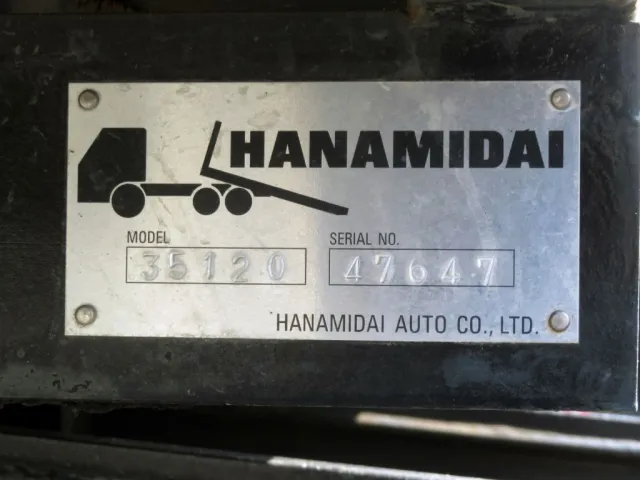 HANAMIDAI
MODEL SERIAL NO.
35120 47647
HANAMIDAI AUTO CO., LTD.